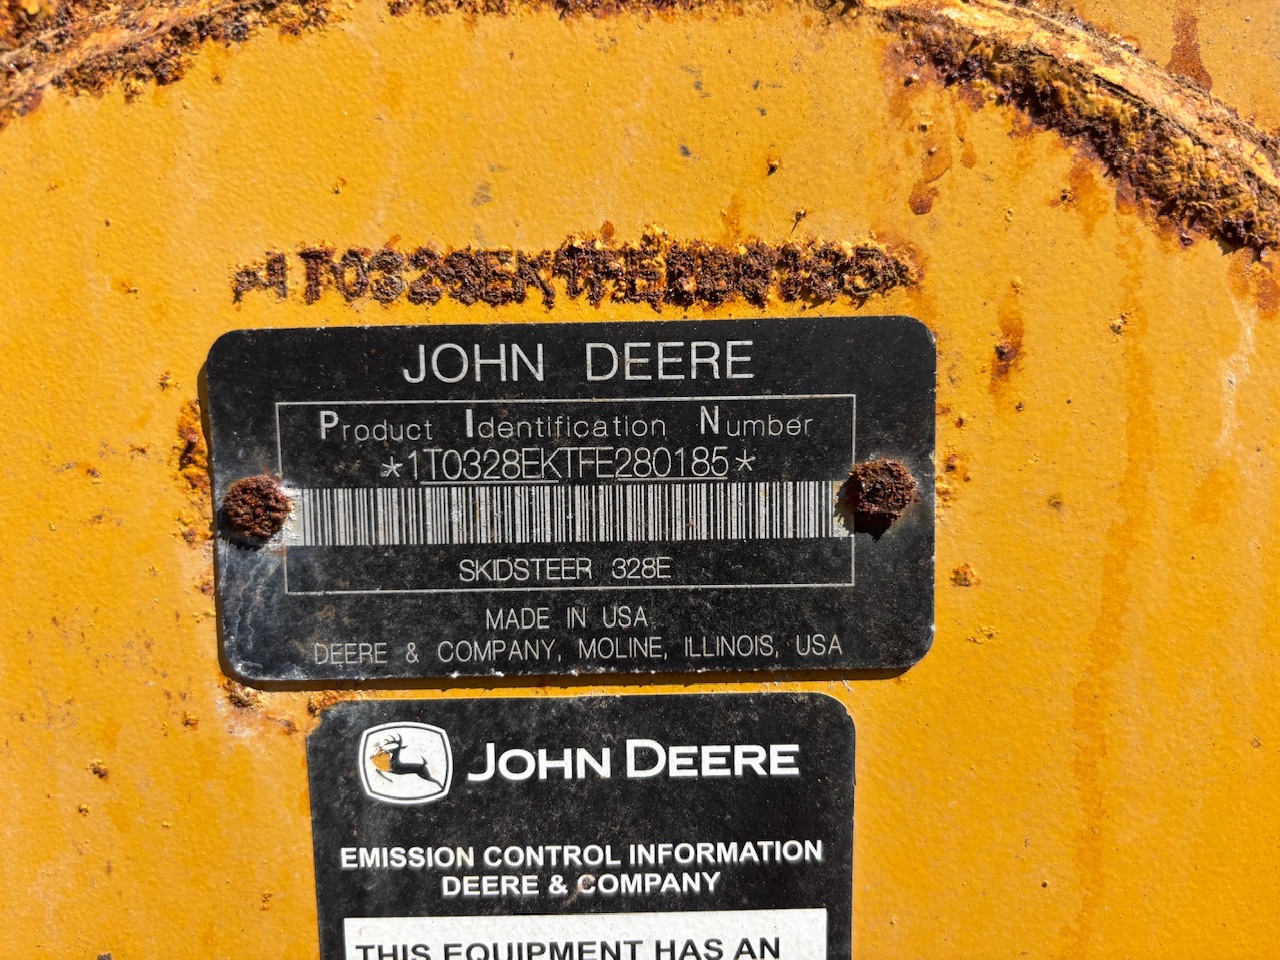 1T0328EKTFE280185
JOHN DEERE
Product Identification Number
*1T0328EKTFE280185*
SKIDSTEER 328E
MADE IN USA
DEERE & COMPANY, MOLINE, ILLINOIS, USA
JOHN DEERE
EMISSION CONTROL INFORMATION
DEERE & COMPANY
THIS EQUIPMENT HAS AN